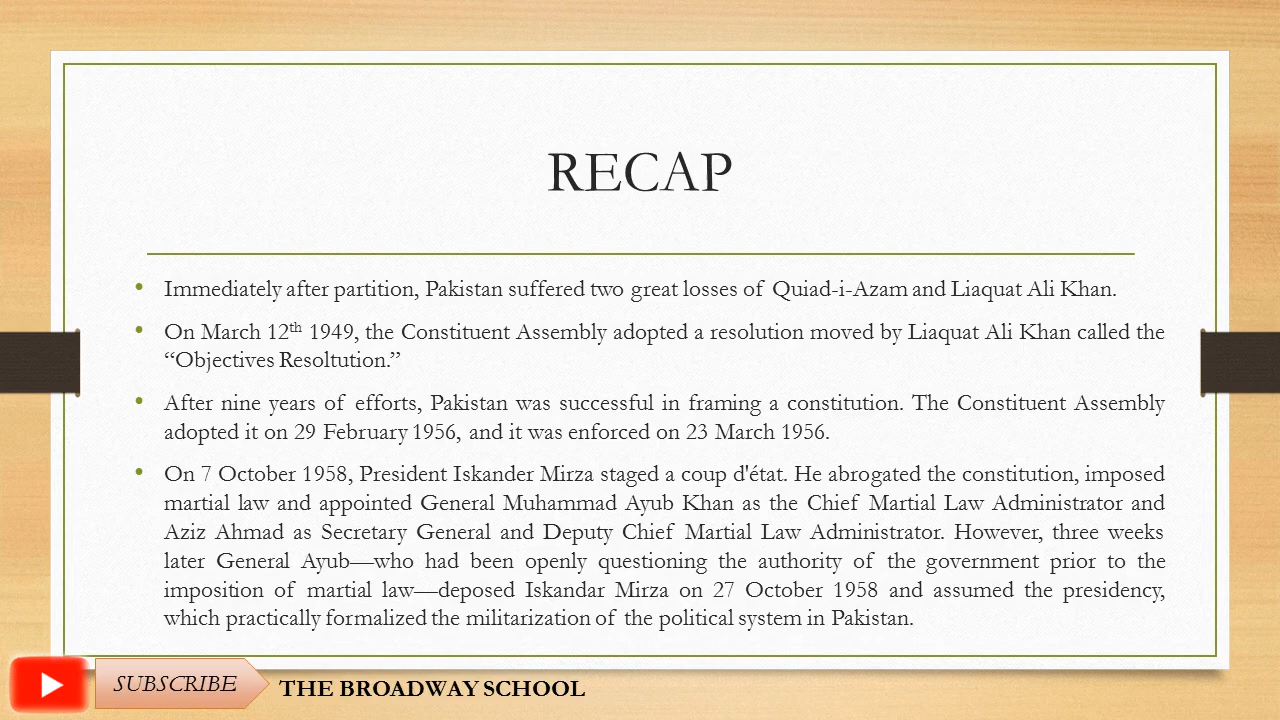 RECAP
• Immediately after partition, Pakistan suffered two great losses of Quiad-i-Azam and Liaquat Ali Khan.
• On March 12th 1949, the Constituent Assembly adopted a resolution moved by Liaquat Ali Khan called the
“Objectives Resoltution.”
• After nine years of efforts, Pakistan was successful in framing a constitution. The Constituent Assembly
adopted it on 29 February 1956, and it was enforced on 23 March 1956.
• On 7 October 1958, President Iskander Mirza staged a coup d'état. He abrogated the constitution, imposed
martial law and appointed General Muhammad Ayub Khan as the Chief Martial Law Administrator and
Aziz Ahmad as Secretary General and Deputy Chief Martial Law Administrator. However, three weeks
later General Ayub—who had been openly questioning the authority of the government prior to the
imposition of martial law—deposed Iskandar Mirza on 27 October 1958 and assumed the presidency,
which practically formalized the militarization of the political system in Pakistan.
SUBSCRIBE
THE BROADWAY SCHOOL